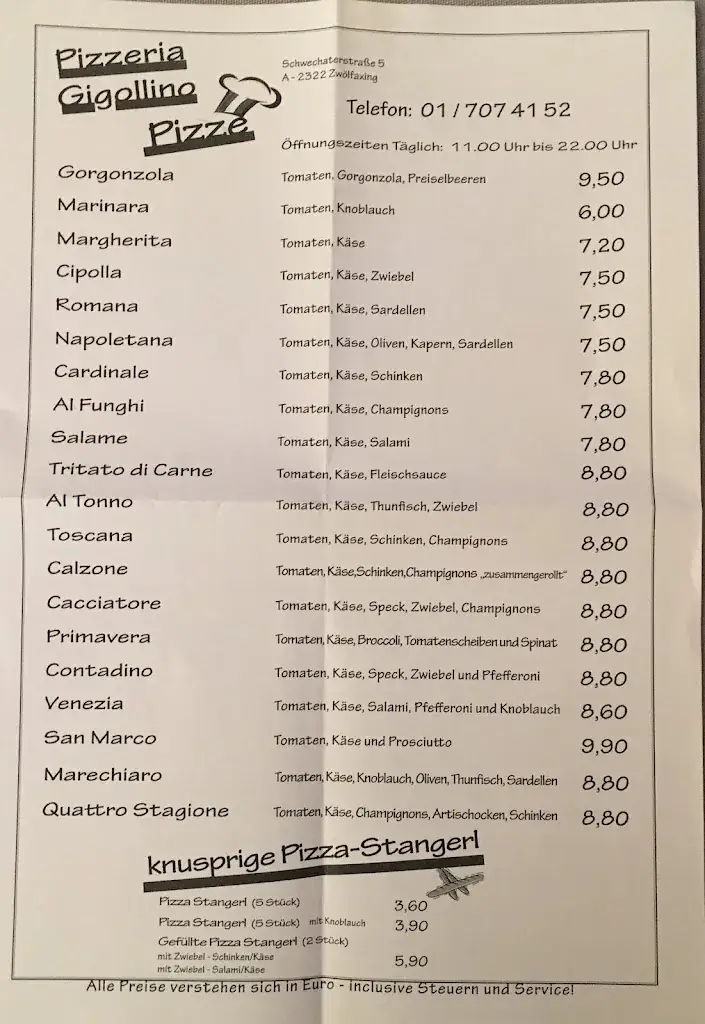 Pizzeria
Gigollino
Pizze
Schwechaterstraße 5
A - 2322 Zwölfaxing
Telefon: 01 / 707 41 52
Öffnungszeiten Täglich: 11.00 Uhr bis 22.00 Uhr
Gorgonzola Tomaten, Gorgonzola, Preiselbeeren 9,50
Marinara Tomaten, Knoblauch 6,00
Margherita Tomaten, Käse 7,20
Cipolla Tomaten, Käse, Zwiebel 7,50
Romana Tomaten, Käse, Sardellen 7,50
Napoletana Tomaten, Käse, Oliven, Kapern, Sardellen 7,50
Cardinale Tomaten, Käse, Schinken 7,80
Al Funghi Tomaten, Käse, Champignons 7,80
Salame Tomaten, Käse, Salami 7,80
Tritato di Carne Tomaten, Käse, Fleischsauce 8,80
Al Tonno Tomaten, Käse, Thunfisch, Zwiebel 8,80
Toscana Tomaten, Käse, Schinken, Champignons 8,80
Calzone Tomaten, Käse,Schinken,Champignons „zusammengerollt“ 8,80
Cacciatore Tomaten, Käse, Speck, Zwiebel, Champignons 8,80
Primavera Tomaten, Käse, Broccoli, Tomatenscheiben und Spinat 8,80
Contadino Tomaten, Käse, Speck, Zwiebel und Pfefferoni 8,80
Venezia Tomaten, Käse, Salami, Pfefferoni und Knoblauch 8,60
San Marco Tomaten, Käse und Prosciutto 9,90
Marechiaro Tomaten, Käse, Knoblauch, Oliven, Thunfisch, Sardellen 8,80
Quattro Stagione Tomaten, Käse, Champignons, Artischocken, Schinken 8,80
knusprige Pizza-Stangerl
Pizza Stangerl (5 Stück) 3,60
Pizza Stangerl (5 Stück) mit Knoblauch 3,90
Gefüllte Pizza Stangerl (2 Stück)
mit Zwiebel - Schinken/Käse 5,90
mit Zwiebel - Salami/Käse
Alle Preise verstehen sich in Euro - inclusive Steuern und Service!